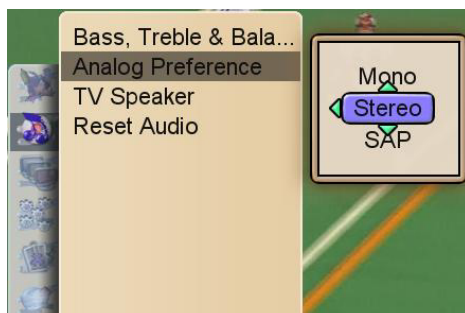 Bass, Treble & Bala...
Analog Preference
TV Speaker
Reset Audio
Mono
Stereo
SAP